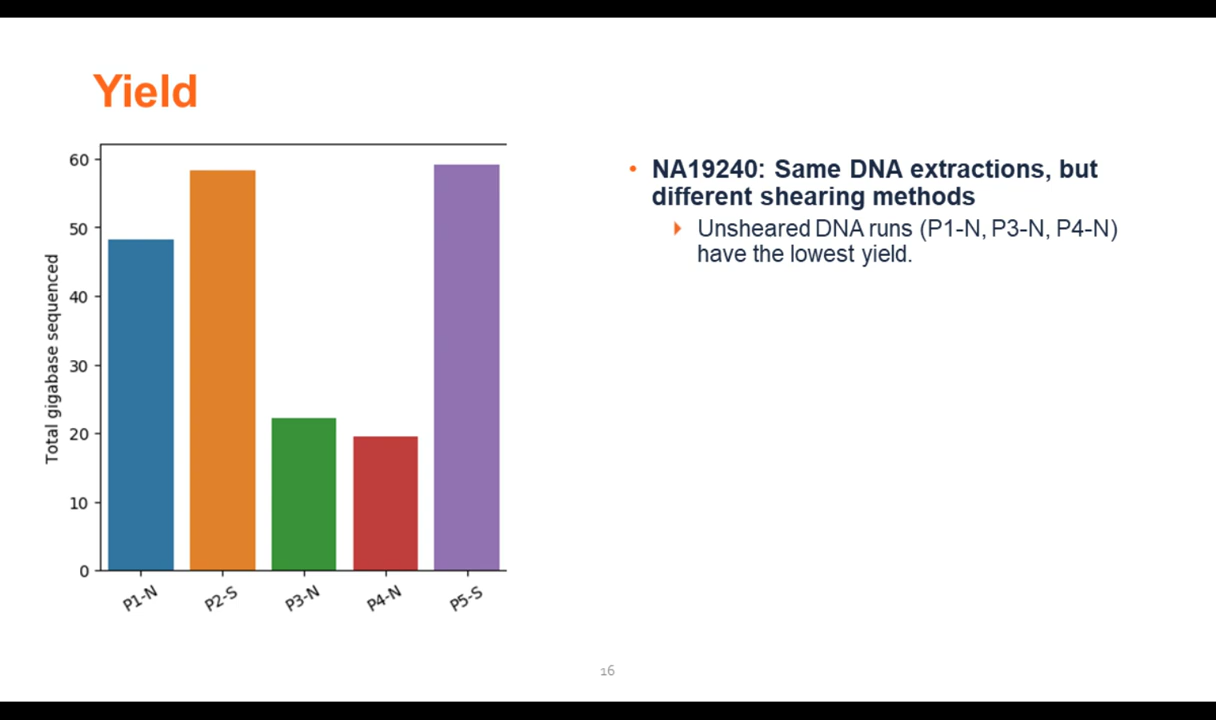 Yield
Total gigabase sequenced
60
50
40
30
20
10
0
P1-N
P2-S
P3-N
P4-N
P5-S
• NA19240: Same DNA extractions, but
different shearing methods
Unsheared DNA runs (P1-N, P3-N, P4-N)
have the lowest yield.
16